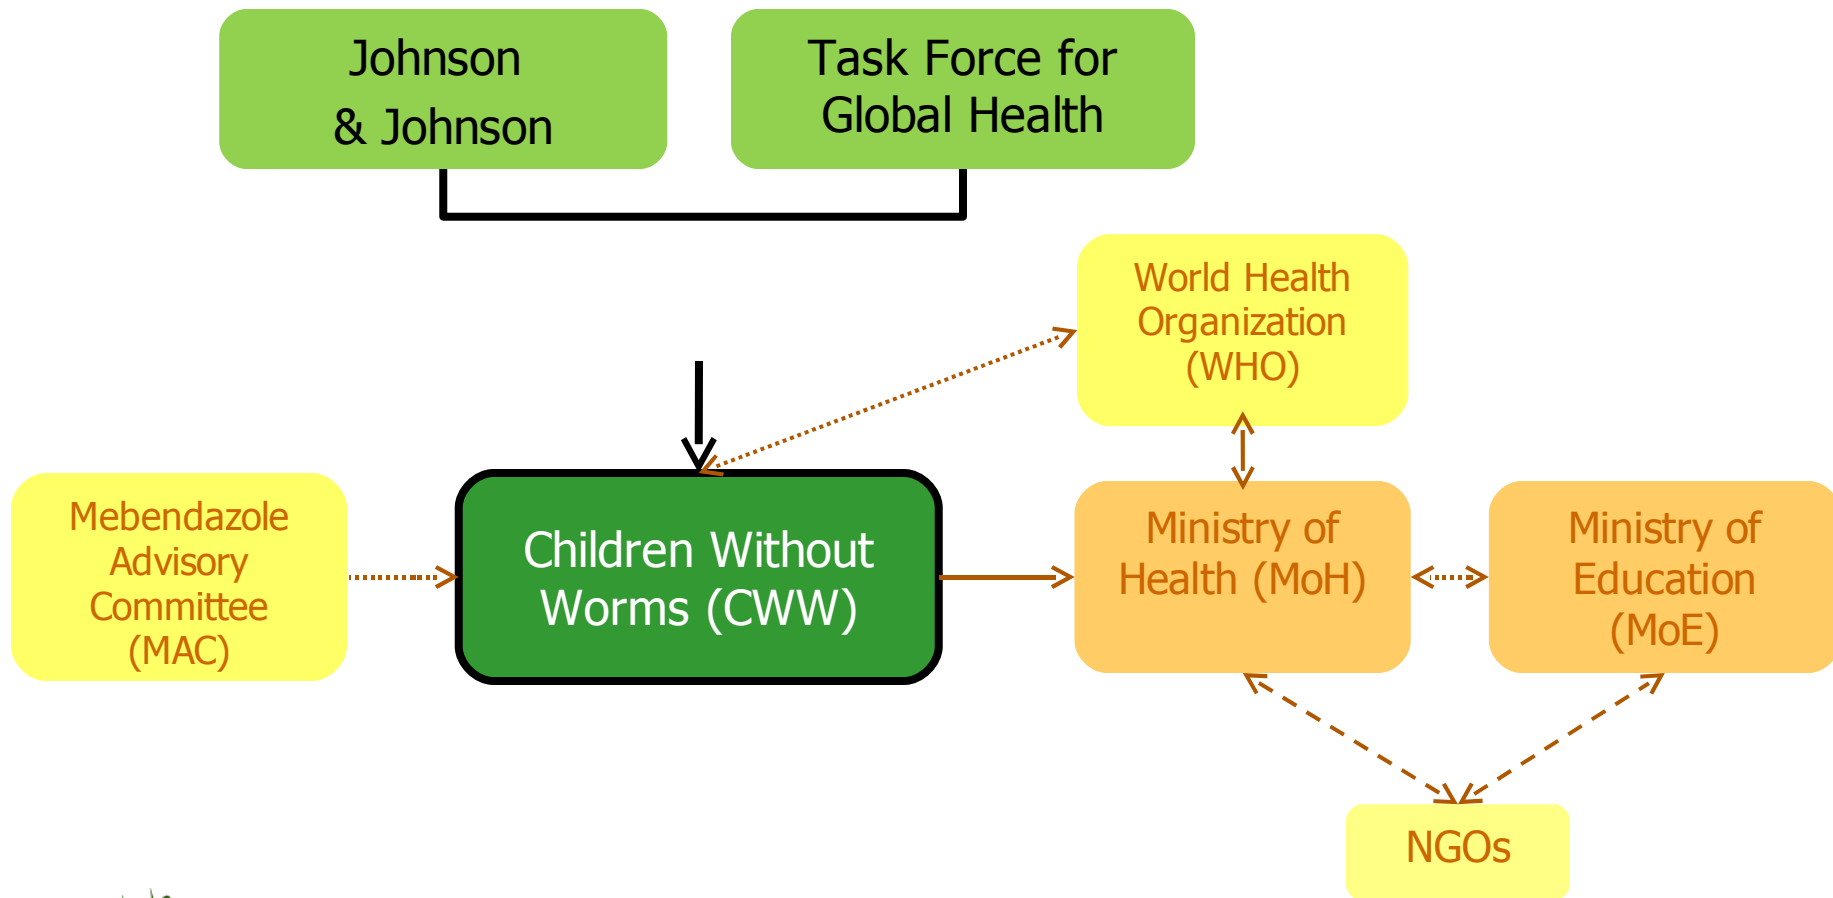 Johnson
& Johnson
Task Force for
Global Health
World Health
Organization
(WHO)
Mebendazole
Advisory
Committee
(MAC)
Children Without
Worms (CWW)
Ministry of
Health (MoH)
Ministry of
Education
(MoE)
NGOs